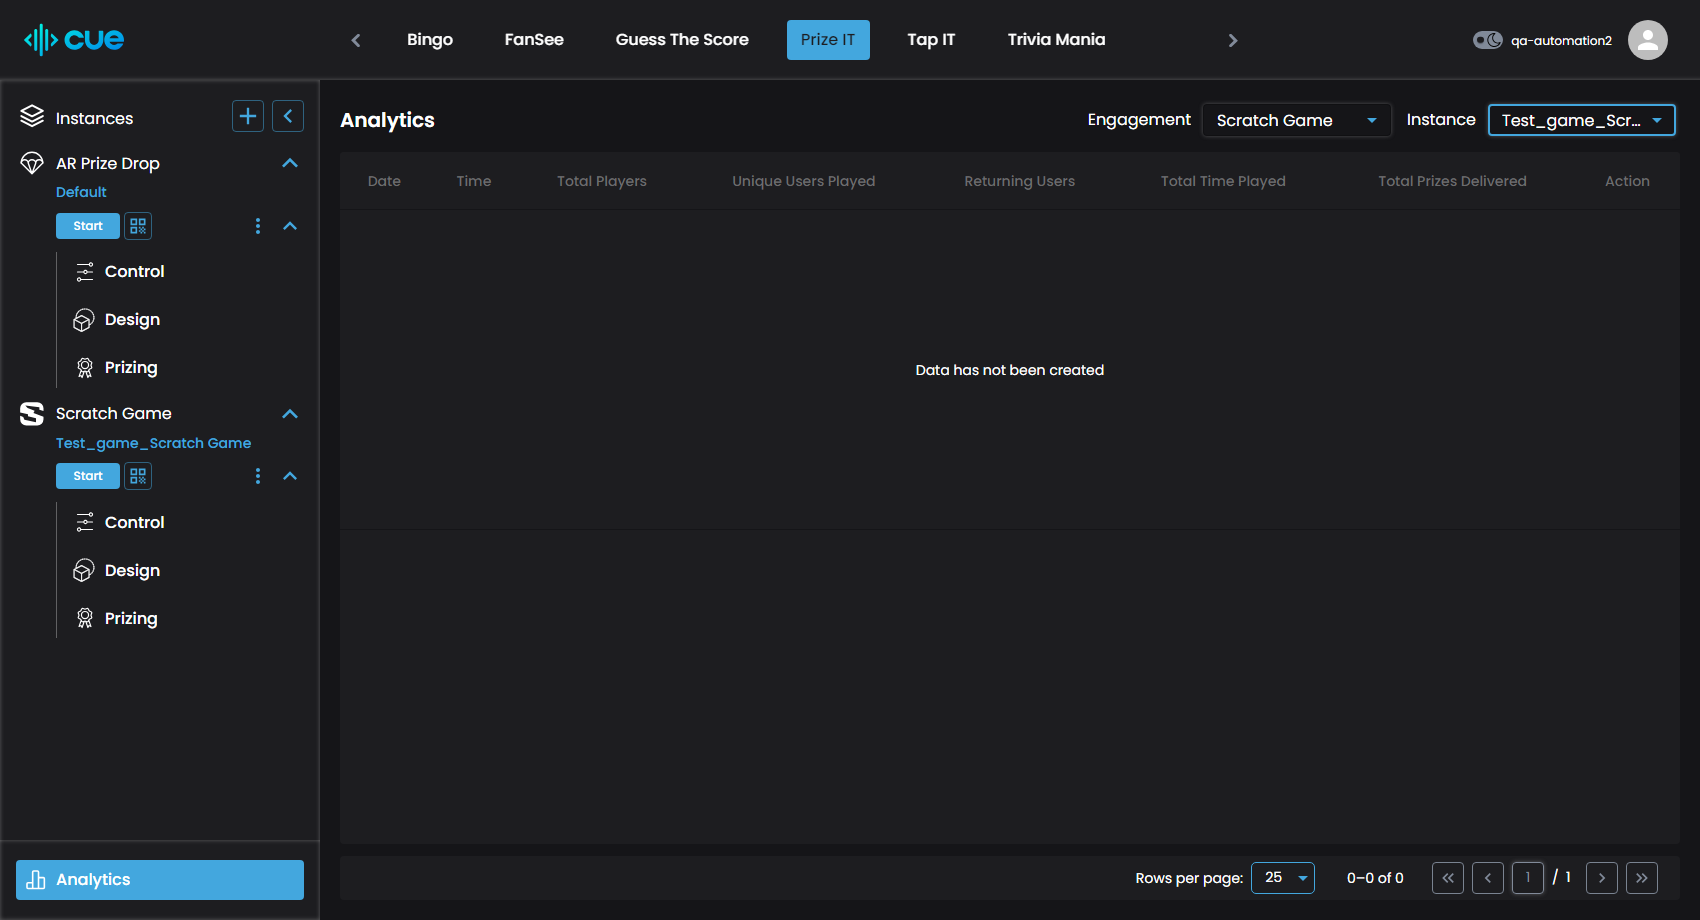 cue
Bingo FanSee Guess The Score Prize IT Tap IT Trivia Mania
qa-automation2
Instances
AR Prize Drop
Default
Start
Control
Design
Prizing
Scratch Game
Test_game_Scratch Game
Start
Control
Design
Prizing
Analytics
Analytics
Engagement Scratch Game Instance Test_game_Scr...
Date Time Total Players Unique Users Played Returning Users Total Time Played Total Prizes Delivered Action
Data has not been created
Rows per page: 25 0–0 of 0 1 / 1